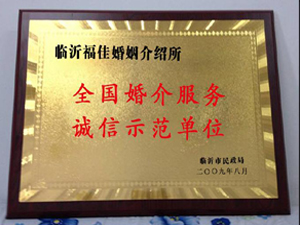 临沂福佳婚姻介绍所
全国婚介服务
诚信示范单位
临沂市民政局
二〇〇九年八月